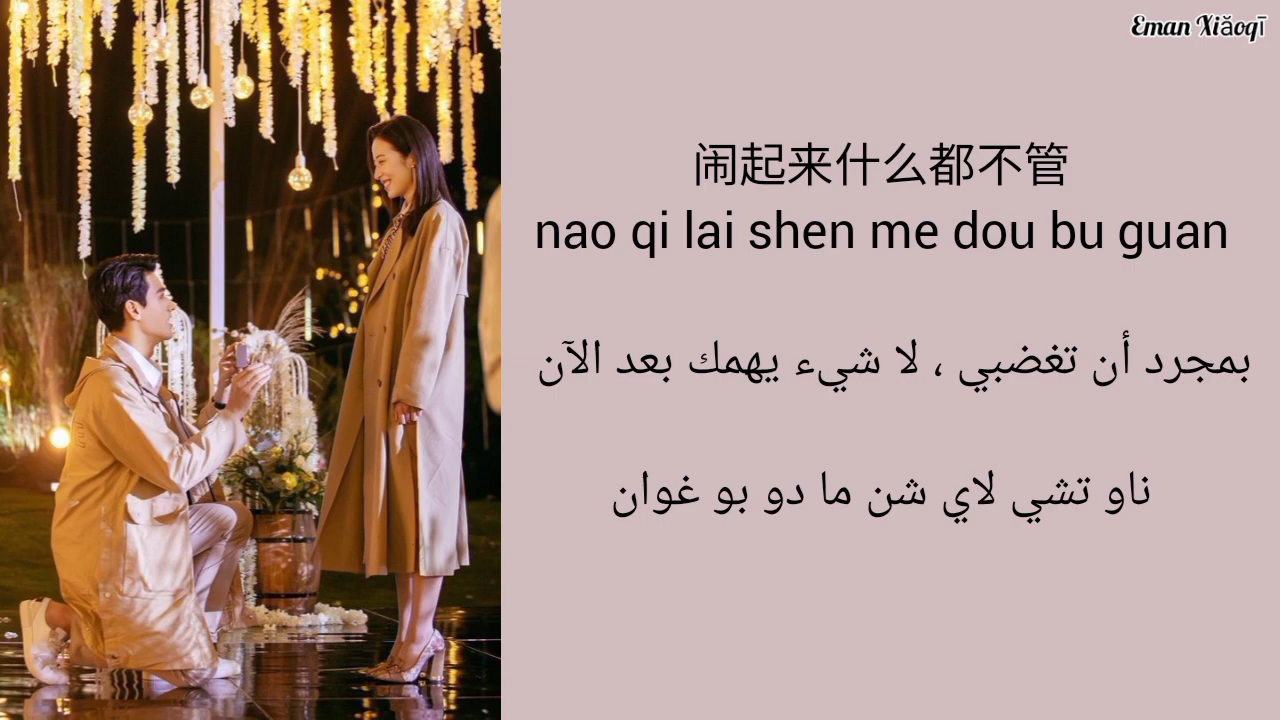 Eman Xiǎoqī
闹起来什么都不管
nao qi lai shen me dou bu guan
بمجرد أن تغضبي ، لا شيء يهمك بعد الآن
ناو تشي لاي شن ما دو بو غوان